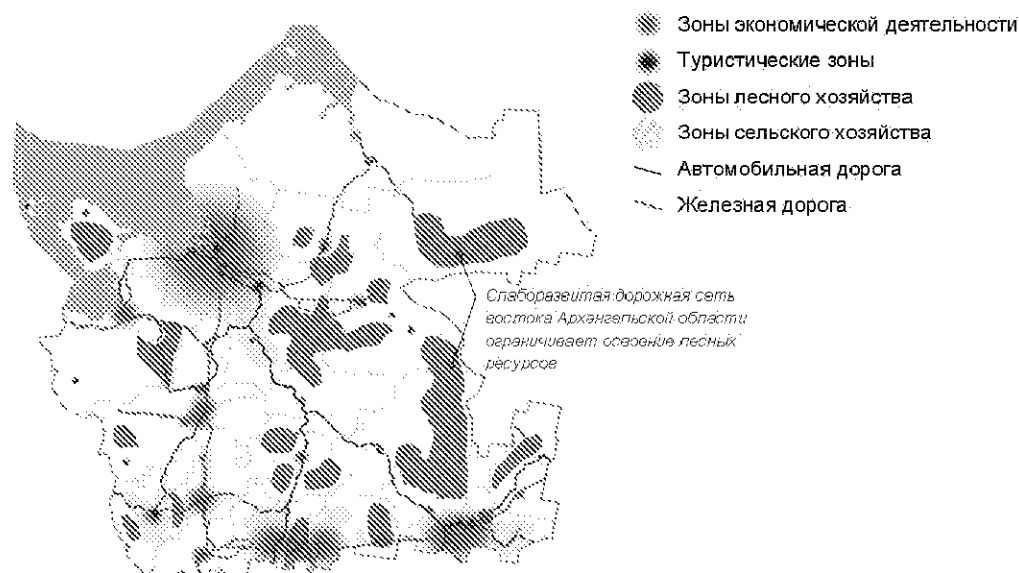 Зоны экономической деятельности
Туристические зоны
Зоны лесного хозяйства
Зоны сельского хозяйства
Автомобильная дорога
Железная дорога
Слаборазвитая дорожная сеть
востока Архангельской области
ограничивает освоение лесных
ресурсов